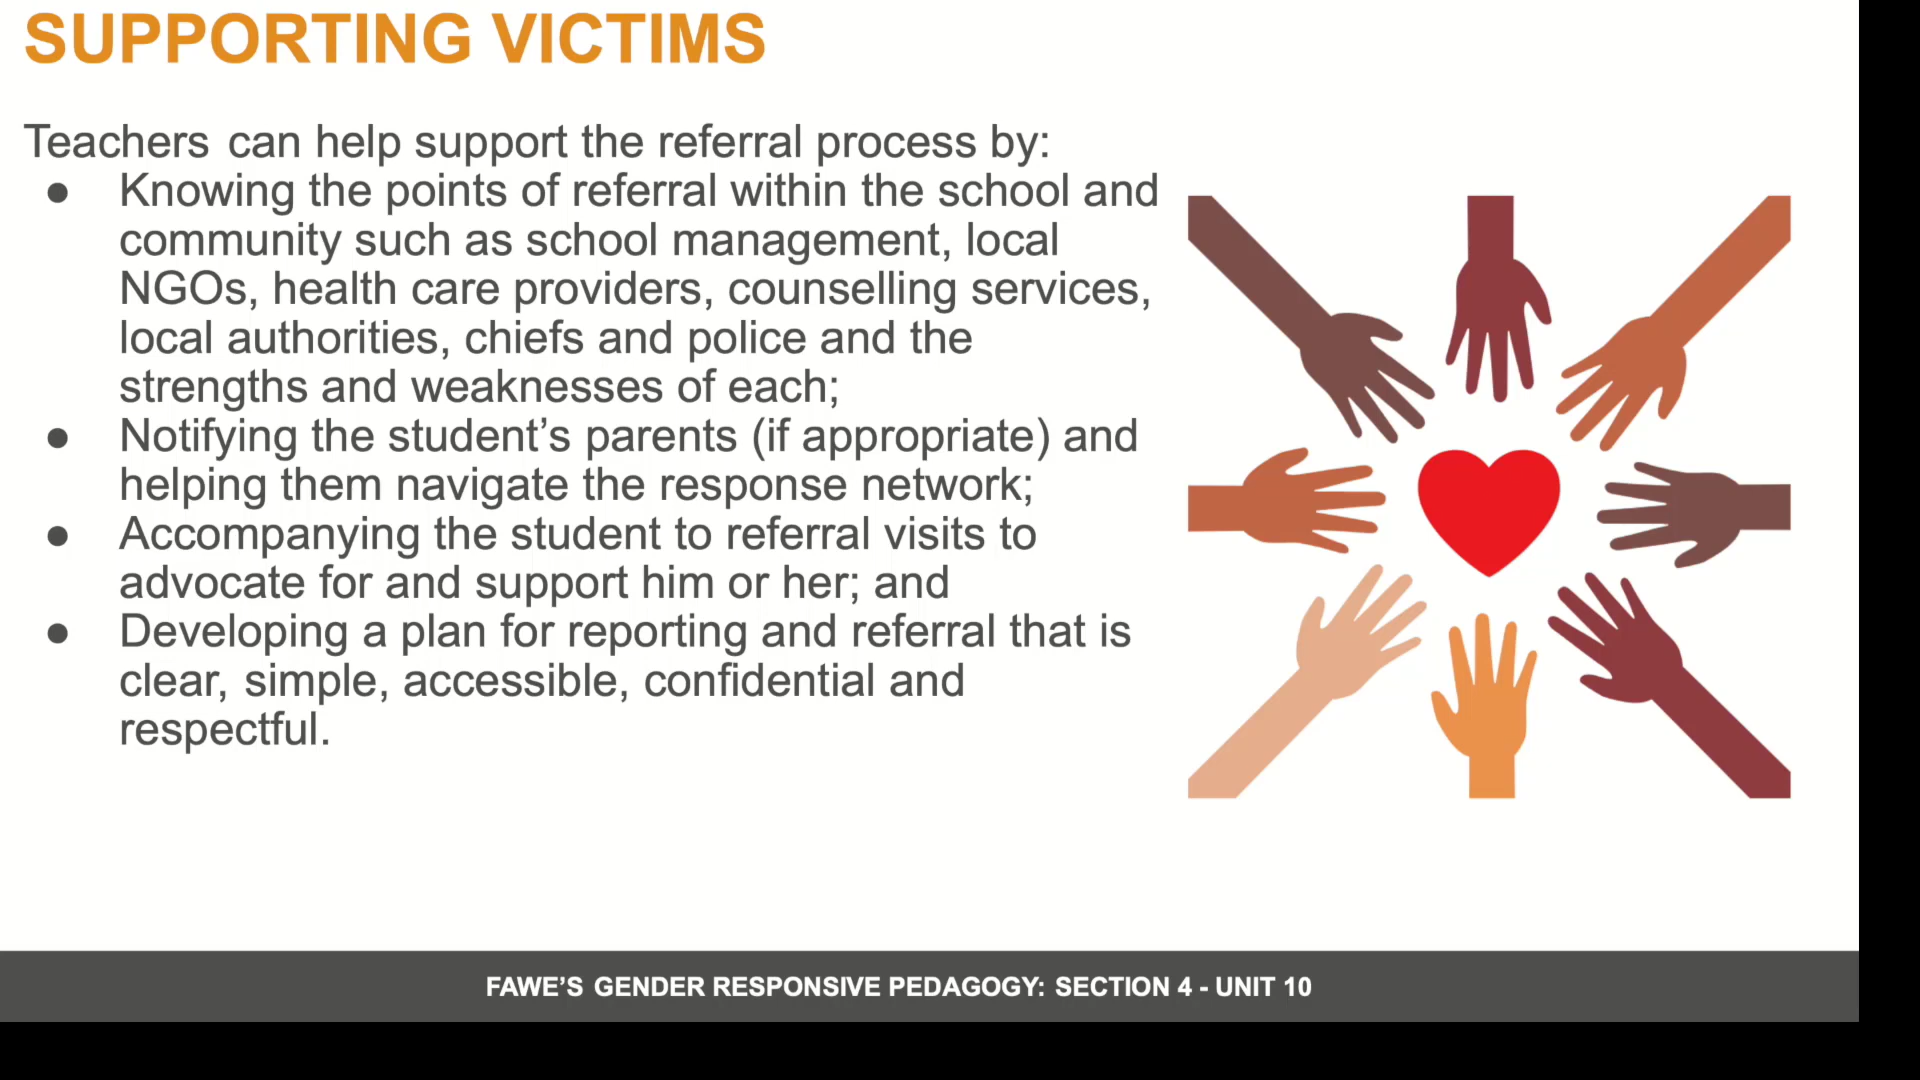 SUPPORTING VICTIMS
Teachers can help support the referral process by:
● Knowing the points of referral within the school and
community such as school management, local
NGOs, health care providers, counselling services,
local authorities, chiefs and police and the
strengths and weaknesses of each;
● Notifying the student’s parents (if appropriate) and
helping them navigate the response network;
● Accompanying the student to referral visits to
advocate for and support him or her; and
● Developing a plan for reporting and referral that is
clear, simple, accessible, confidential and
respectful.
FAWE’S GENDER RESPONSIVE PEDAGOGY: SECTION 4 - UNIT 10